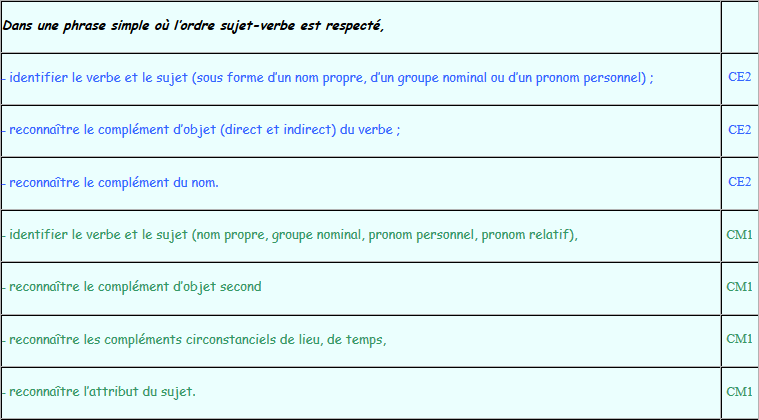 Dans une phrase simple où l'ordre sujet-verbe est respecté,
- identifier le verbe et le sujet (sous forme d'un nom propre, d'un groupe nominal ou d'un pronom personnel) ; CE2
- reconnaître le complément d'objet (direct et indirect) du verbe ; CE2
- reconnaître le complément du nom. CE2
- identifier le verbe et le sujet (nom propre, groupe nominal, pronom personnel, pronom relatif), CM1
- reconnaître le complément d'objet second CM1
- reconnaître les compléments circonstanciels de lieu, de temps, CM1
- reconnaître l'attribut du sujet. CM1